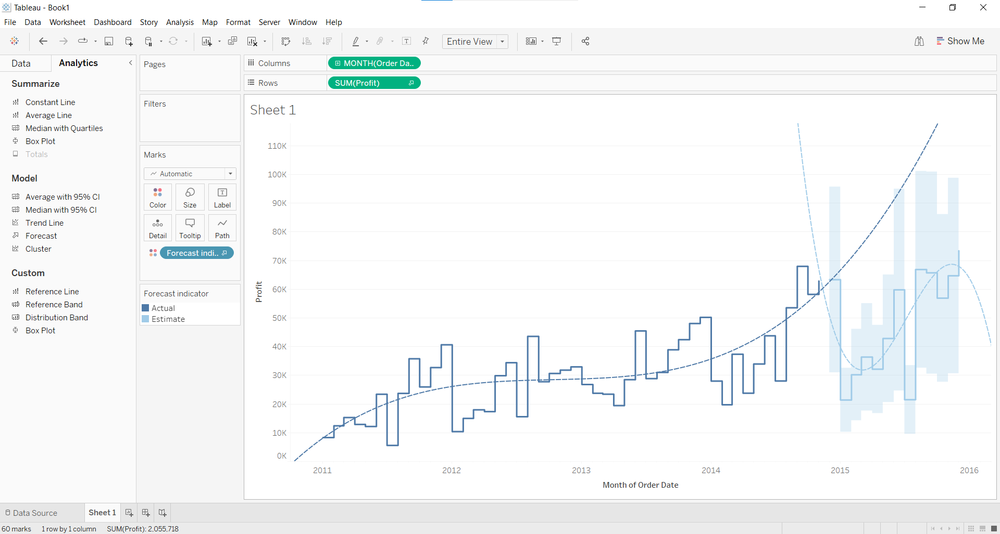 Tableau - Book1
File Data Worksheet Dashboard Story Analysis Map Format Server Window Help
Entire View
Show Me
Data Analytics
Summarize
Constant Line
Average Line
Median with Quartiles
Box Plot
Totals
Model
Average with 95% CI
Median with 95% CI
Trend Line
Forecast
Cluster
Custom
Reference Line
Reference Band
Distribution Band
Box Plot
Pages
Filters
Marks
Automatic
Color Size Label
Detail Tooltip Path
Forecast indi..
Forecast indicator
Actual
Estimate
Columns MONTH(Order Da..
Rows SUM(Profit)
Sheet 1
110K
100K
90K
80K
70K
60K
50K
40K
30K
20K
10K
0K
Profit
2011 2012 2013 2014 2015 2016
Month of Order Date
Data Source Sheet 1
60 marks 1 row by 1 column SUM(Profit): 2,055,718